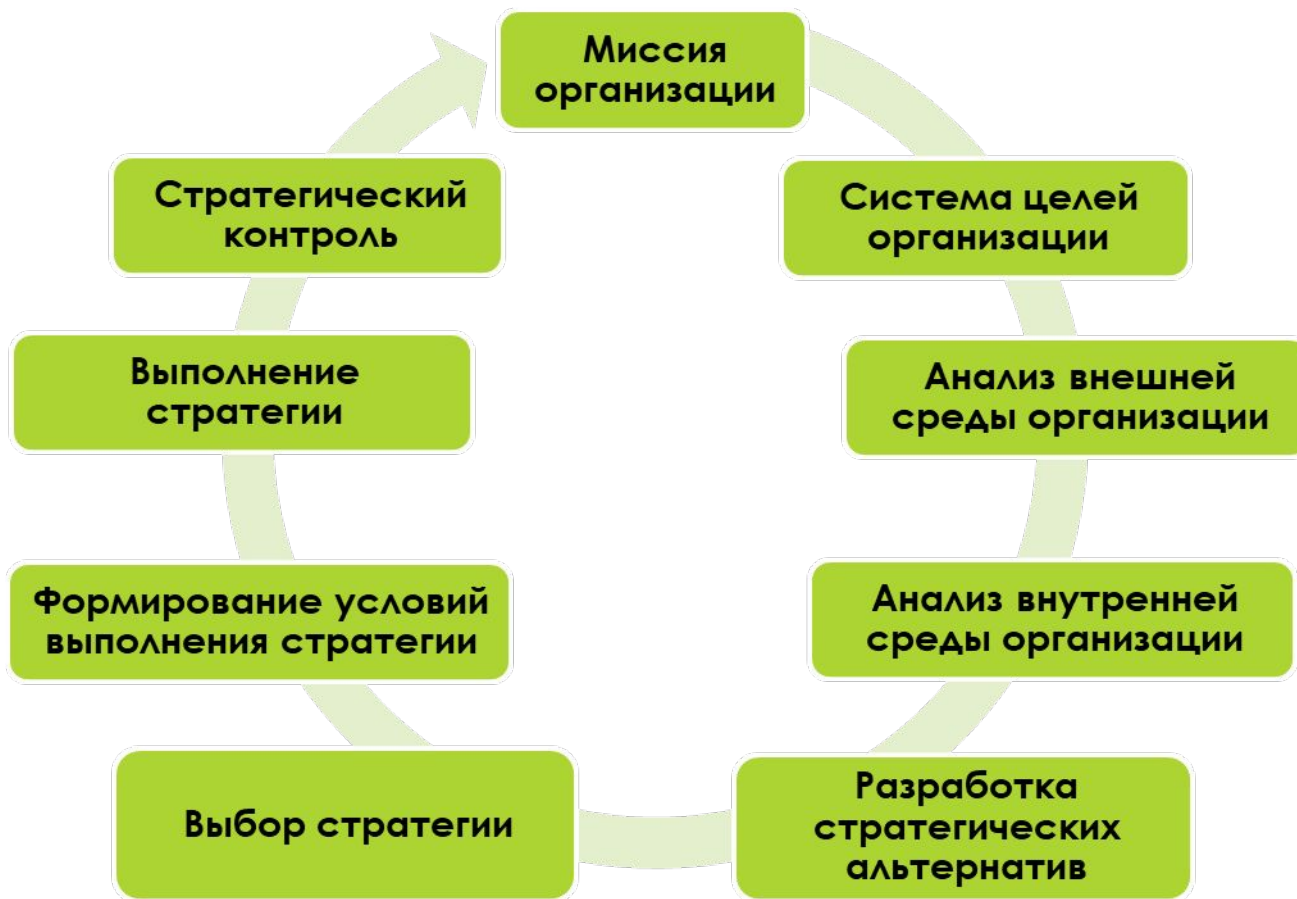 Миссия
организации
Система целей
организации
Анализ внешней
среды организации
Анализ внутренней
среды организации
Разработка
стратегических
альтернатив
Выбор стратегии
Формирование условий
выполнения стратегии
Выполнение
стратегии
Стратегический
контроль